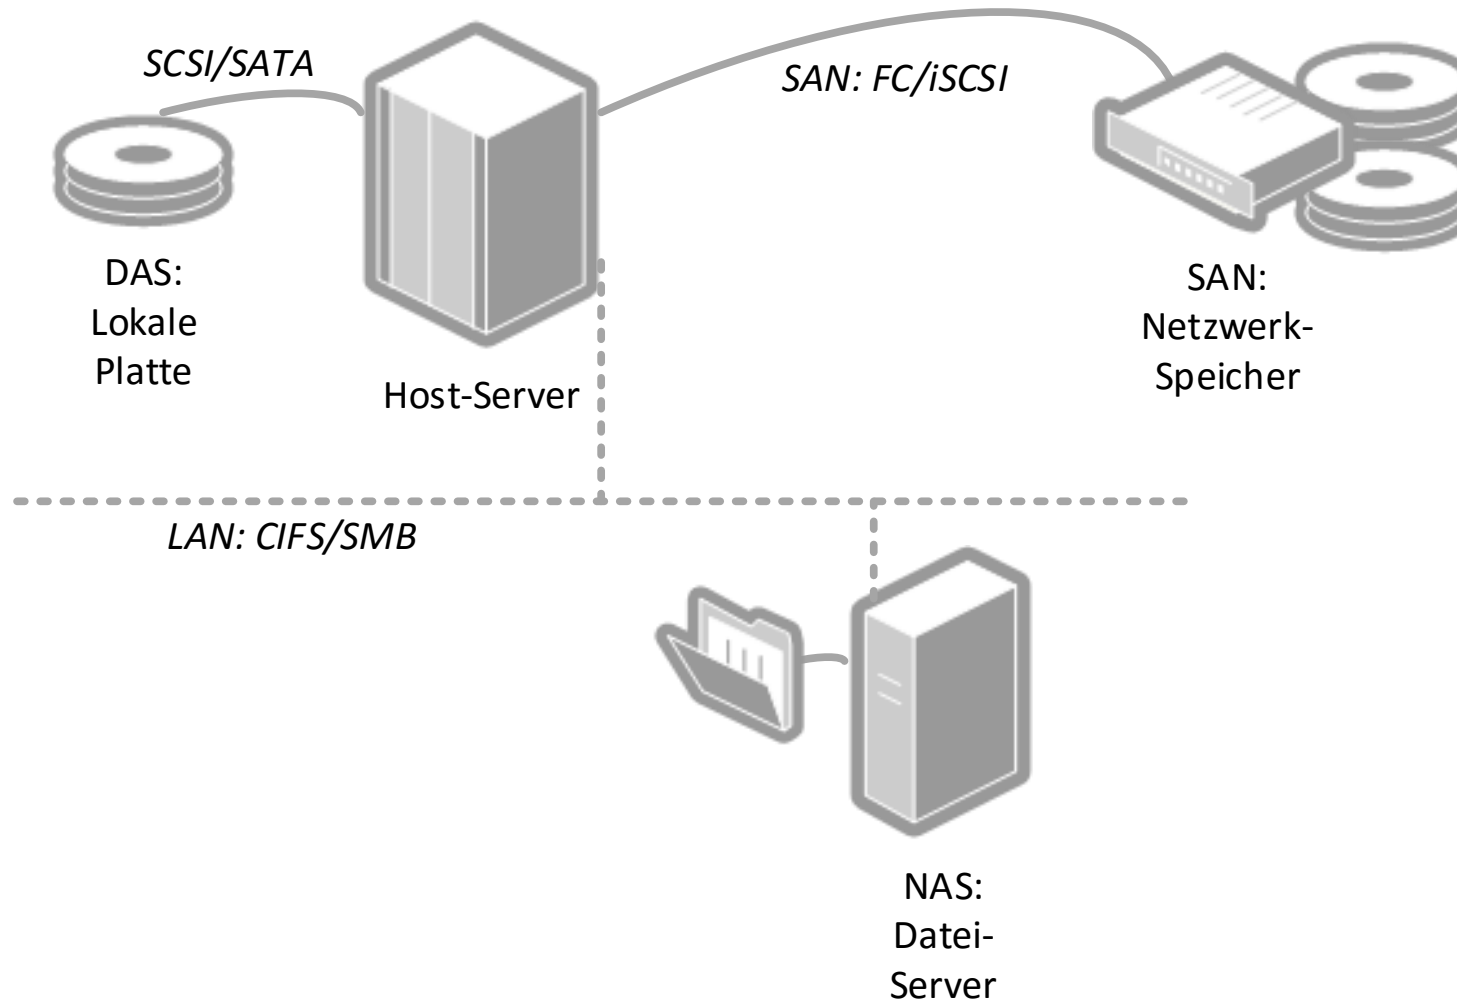 SCSI/SATA
SAN: FC/iSCSI
DAS:
Lokale
Platte
Host-Server
SAN:
Netzwerk-
Speicher
LAN: CIFS/SMB
NAS:
Datei-
Server